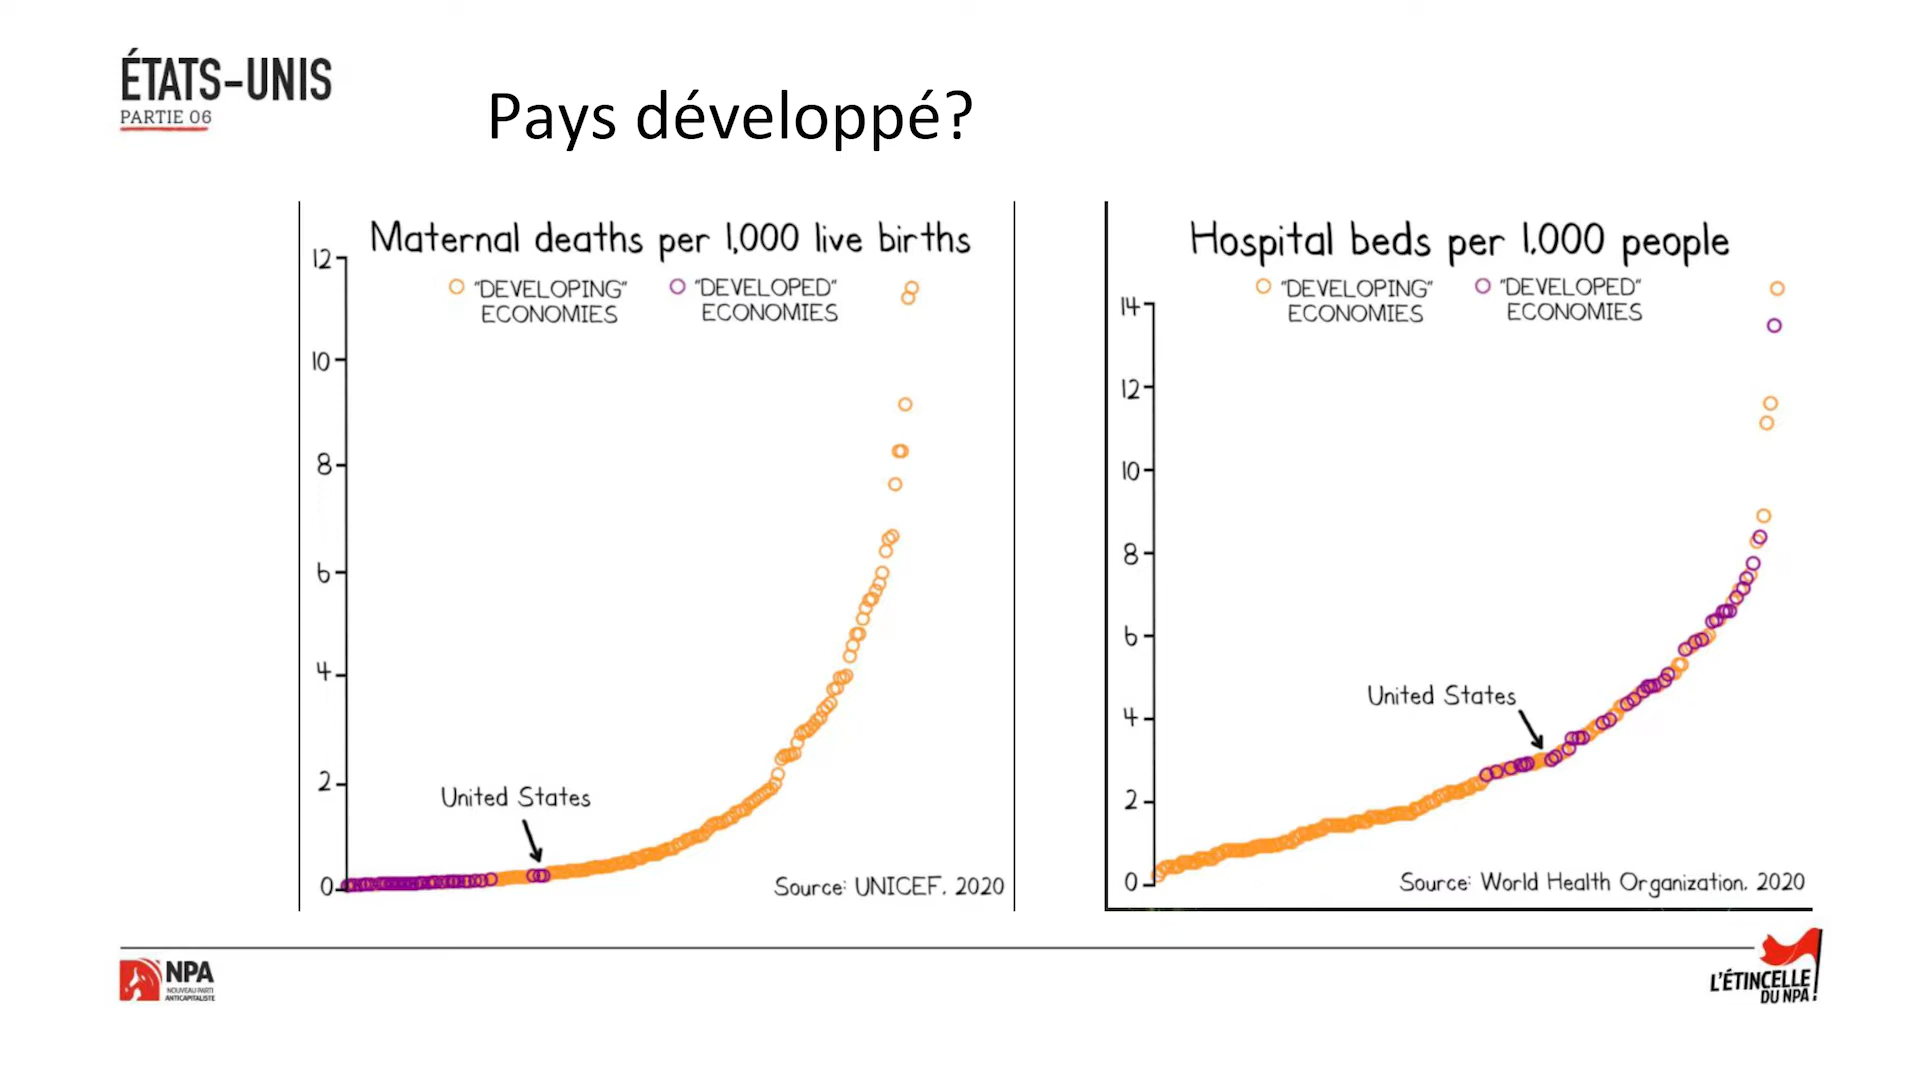 ÉTATS-UNIS
PARTIE 06
Pays développé?
Maternal deaths per 1,000 live births
"DEVELOPING"
ECONOMIES
"DEVELOPED"
ECONOMIES
12
10
8
6
4
2
0
United States
Source: UNICEF. 2020
Hospital beds per 1.000 people
"DEVELOPING"
ECONOMIES
"DEVELOPED"
ECONOMIES
14
12
10
8
6
4
2
0
United States
Source: World Health Organization. 2020
NPA
NOUVEAU PARTI
ANTICAPITALISTE
L'ÉTINCELLE
DU NPA!